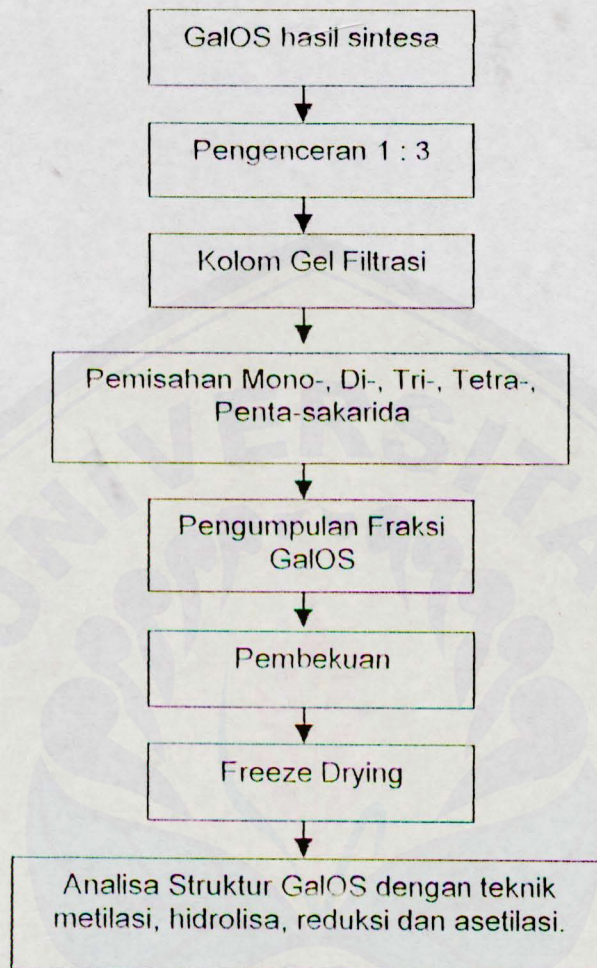 GalOS hasil sintesa
Pengenceran 1 : 3
Kolom Gel Filtrasi
Pemisahan Mono-, Di-, Tri-, Tetra-,
Penta-sakarida
Pengumpulan Fraksi
GalOS
Pembekuan
Freeze Drying
Analisa Struktur GalOS dengan teknik
metilasi, hidrolisa, reduksi dan asetilasi.
UNIVERSITA